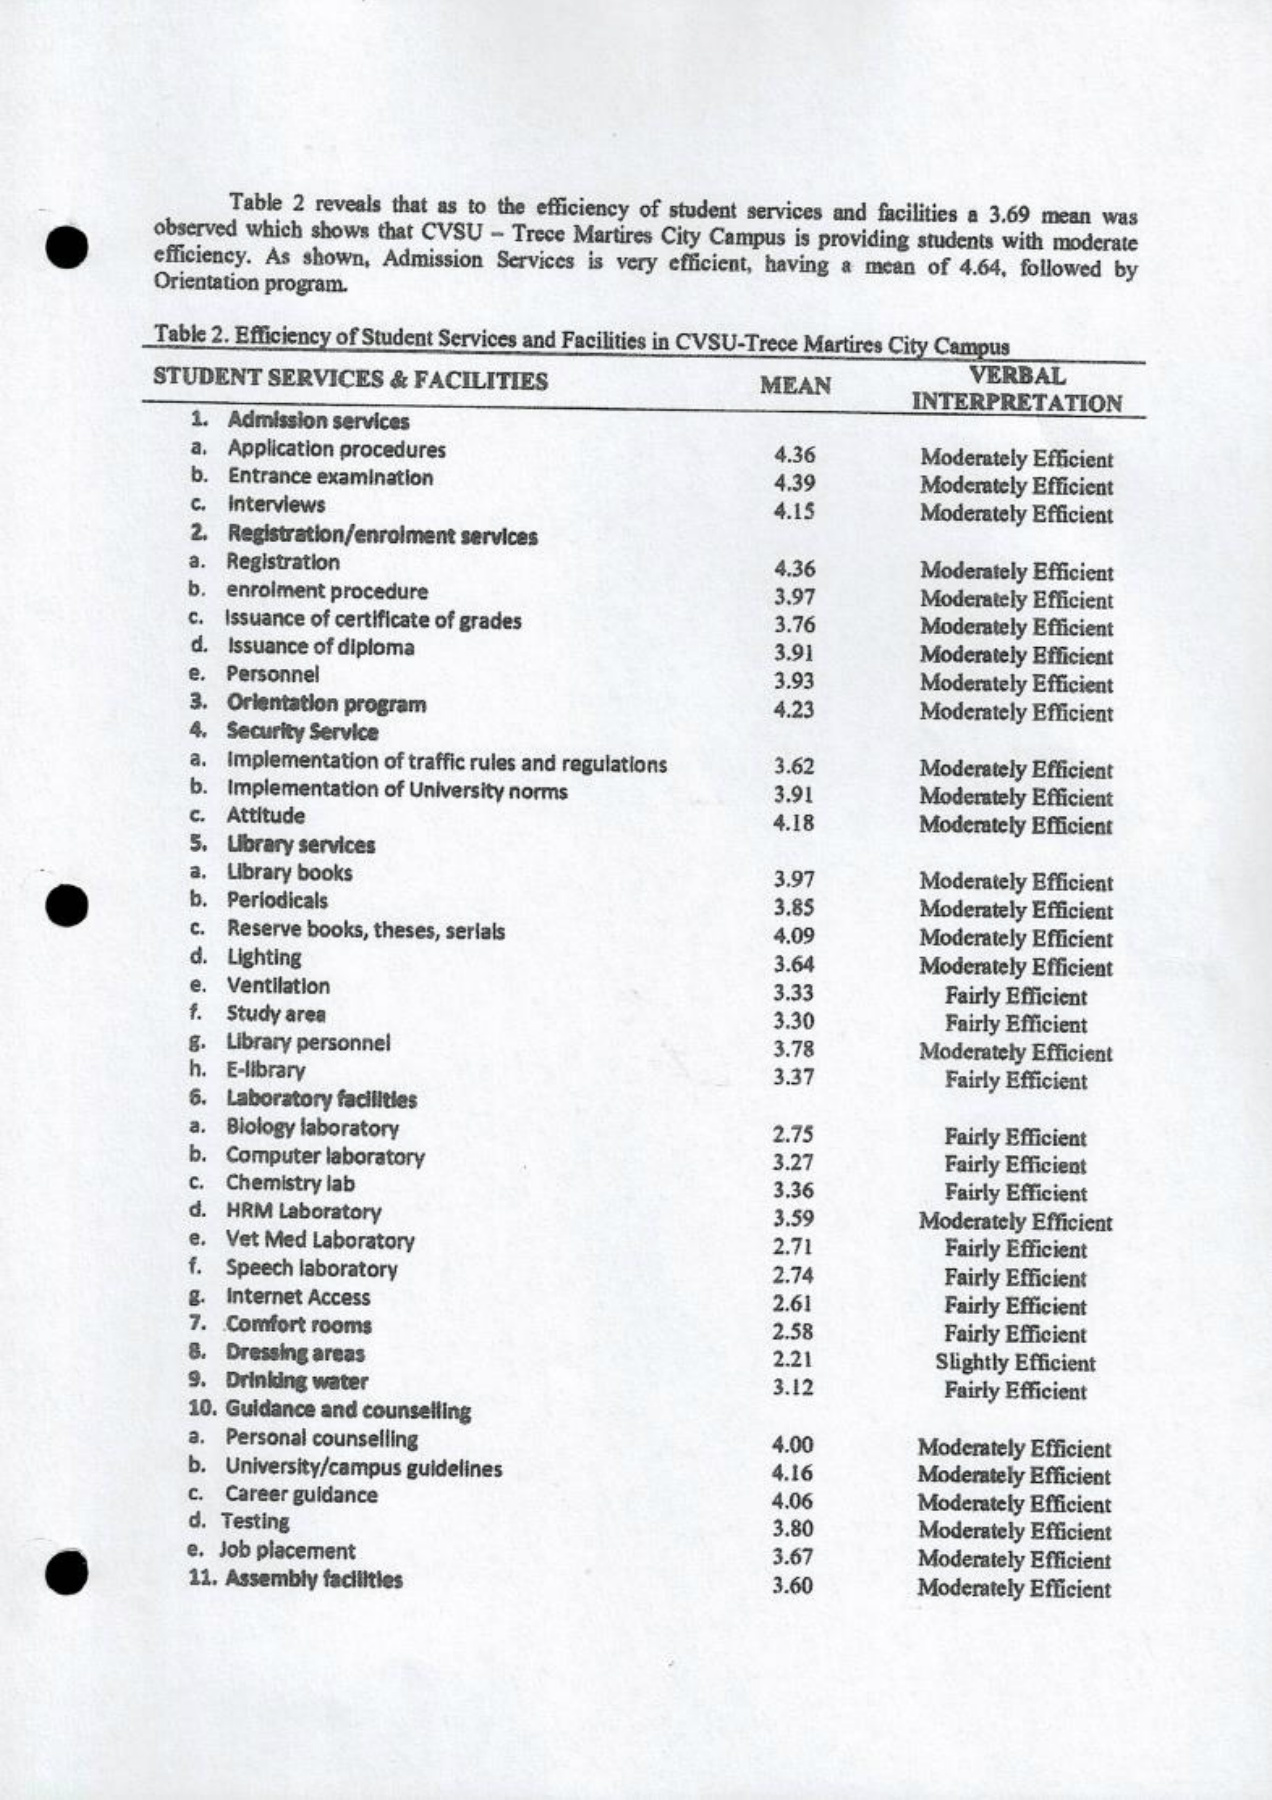 Table 2 reveals that as to the efficiency of student services and facilities a 3.69 mean was
observed which shows that CVSU – Trece Martires City Campus is providing students with moderate
efficiency. As shown, Admission Services is very efficient, having a mean of 4.64, followed by
Orientation program.
Table 2. Efficiency of Student Services and Facilities in CVSU-Trece Martires City Campus
STUDENT SERVICES & FACILITIES MEAN VERBAL
INTERPRETATION
1. Admission services
a. Application procedures 4.36 Moderately Efficient
b. Entrance examination 4.39 Moderately Efficient
c. Interviews 4.15 Moderately Efficient
2. Registration/enrolment services
a. Registration 4.36 Moderately Efficient
b. enrolment procedure 3.97 Moderately Efficient
c. Issuance of certificate of grades 3.76 Moderately Efficient
d. Issuance of diploma 3.91 Moderately Efficient
e. Personnel 3.93 Moderately Efficient
3. Orientation program 4.23 Moderately Efficient
4. Security Service
a. Implementation of traffic rules and regulations 3.62 Moderately Efficient
b. Implementation of University norms 3.91 Moderately Efficient
c. Attitude 4.18 Moderately Efficient
5. Library services
a. Library books 3.97 Moderately Efficient
b. Periodicals 3.85 Moderately Efficient
c. Reserve books, theses, serials 4.09 Moderately Efficient
d. Lighting 3.64 Moderately Efficient
e. Ventilation 3.33 Fairly Efficient
f. Study area 3.30 Fairly Efficient
g. Library personnel 3.78 Moderately Efficient
h. E-library 3.37 Fairly Efficient
6. Laboratory facilities
a. Biology laboratory 2.75 Fairly Efficient
b. Computer laboratory 3.27 Fairly Efficient
c. Chemistry lab 3.36 Fairly Efficient
d. HRM Laboratory 3.59 Moderately Efficient
e. Vet Med Laboratory 2.71 Fairly Efficient
f. Speech laboratory 2.74 Fairly Efficient
g. Internet Access 2.61 Fairly Efficient
7. Comfort rooms 2.58 Fairly Efficient
8. Dressing areas 2.21 Slightly Efficient
9. Drinking water 3.12 Fairly Efficient
10. Guidance and counselling
a. Personal counselling 4.00 Moderately Efficient
b. University/campus guidelines 4.16 Moderately Efficient
c. Career guidance 4.06 Moderately Efficient
d. Testing 3.80 Moderately Efficient
e. Job placement 3.67 Moderately Efficient
11. Assembly facilities 3.60 Moderately Efficient